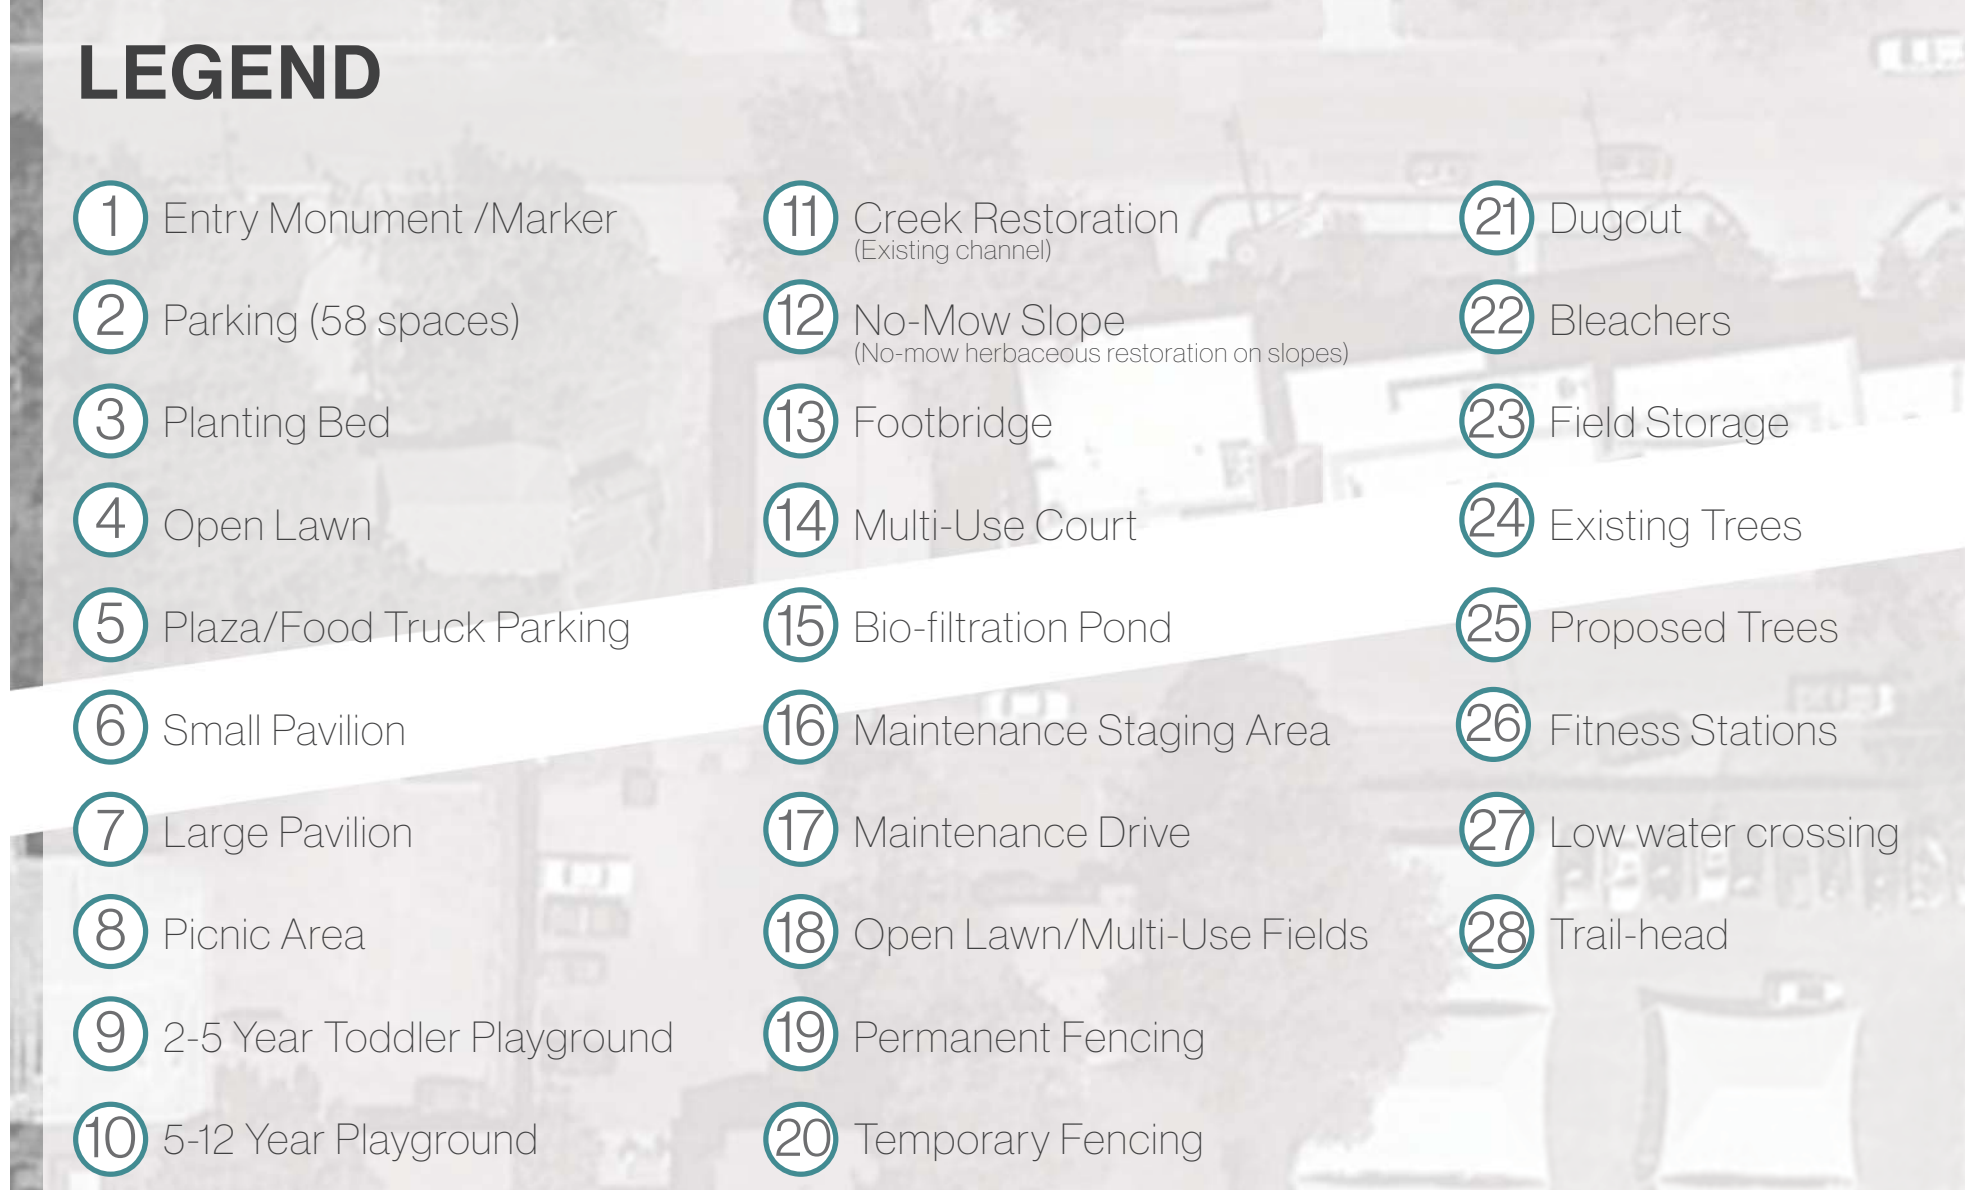 LEGEND
1 Entry Monument /Marker
2 Parking (58 spaces)
3 Planting Bed
4 Open Lawn
5 Plaza/Food Truck Parking
6 Small Pavilion
7 Large Pavilion
8 Picnic Area
9 2-5 Year Toddler Playground
10 5-12 Year Playground
11 Creek Restoration
(Existing channel)
12 No-Mow Slope
(No-mow herbaceous restoration on slopes)
13 Footbridge
14 Multi-Use Court
15 Bio-filtration Pond
16 Maintenance Staging Area
17 Maintenance Drive
18 Open Lawn/Multi-Use Fields
19 Permanent Fencing
20 Temporary Fencing
21 Dugout
22 Bleachers
23 Field Storage
24 Existing Trees
25 Proposed Trees
26 Fitness Stations
27 Low water crossing
28 Trail-head